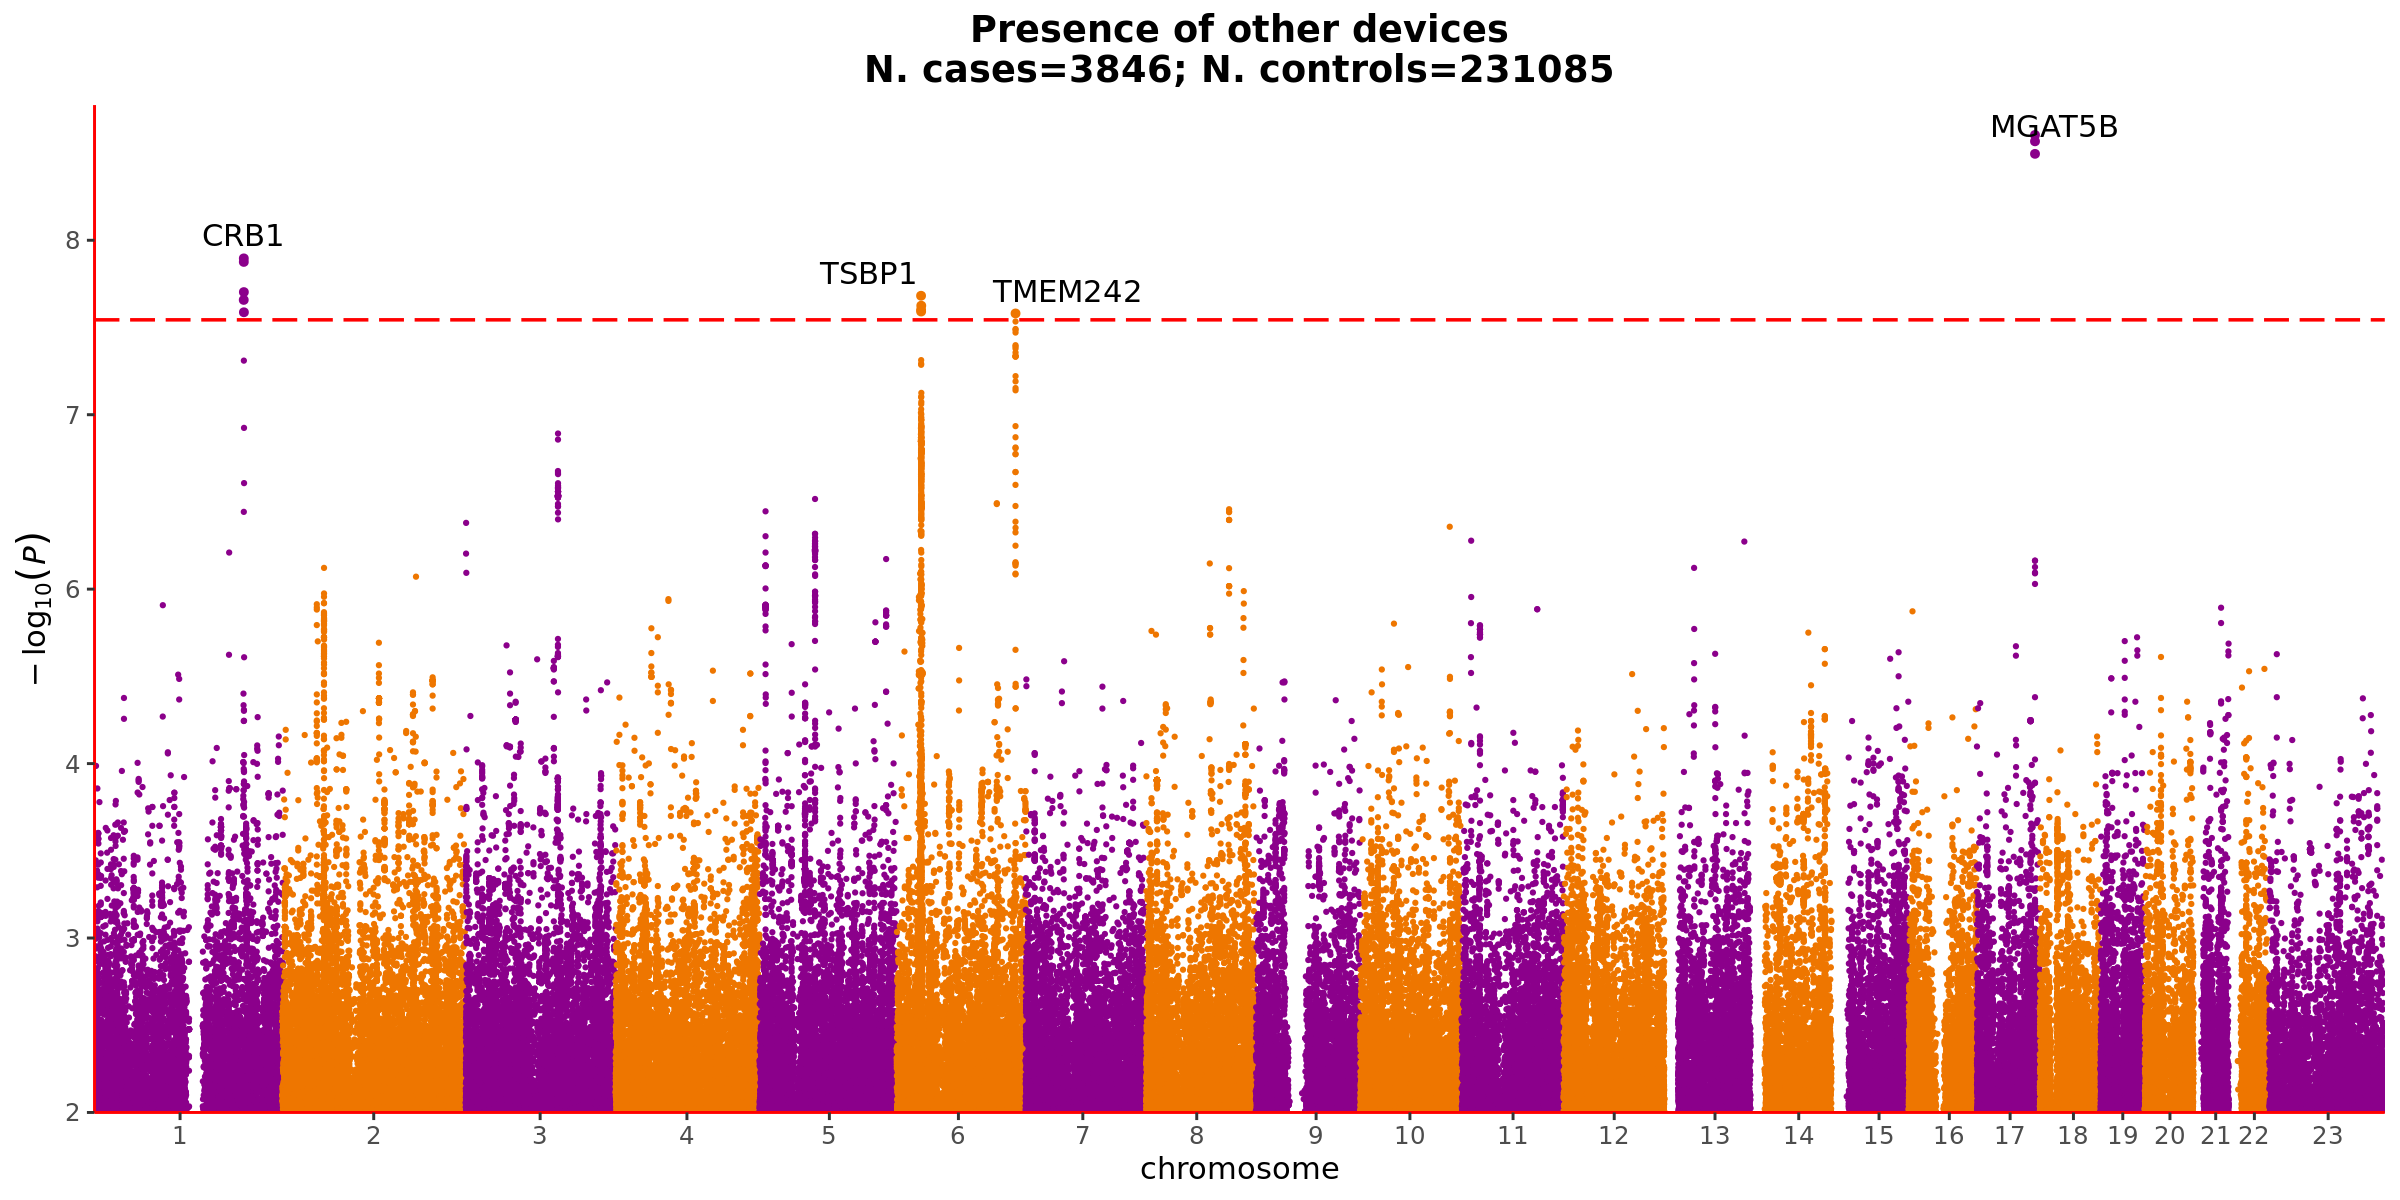 Presence of other devices
N. cases=3846; N. controls=231085
MGAT5B
CRB1
TSBP1
TMEM242
8
7
6
4
3
2
−log10(P)
1 2 3 4 5 6 7 8 9 10 11 12 13 14 15 16 17 18 19 20 21 22 23
chromosome